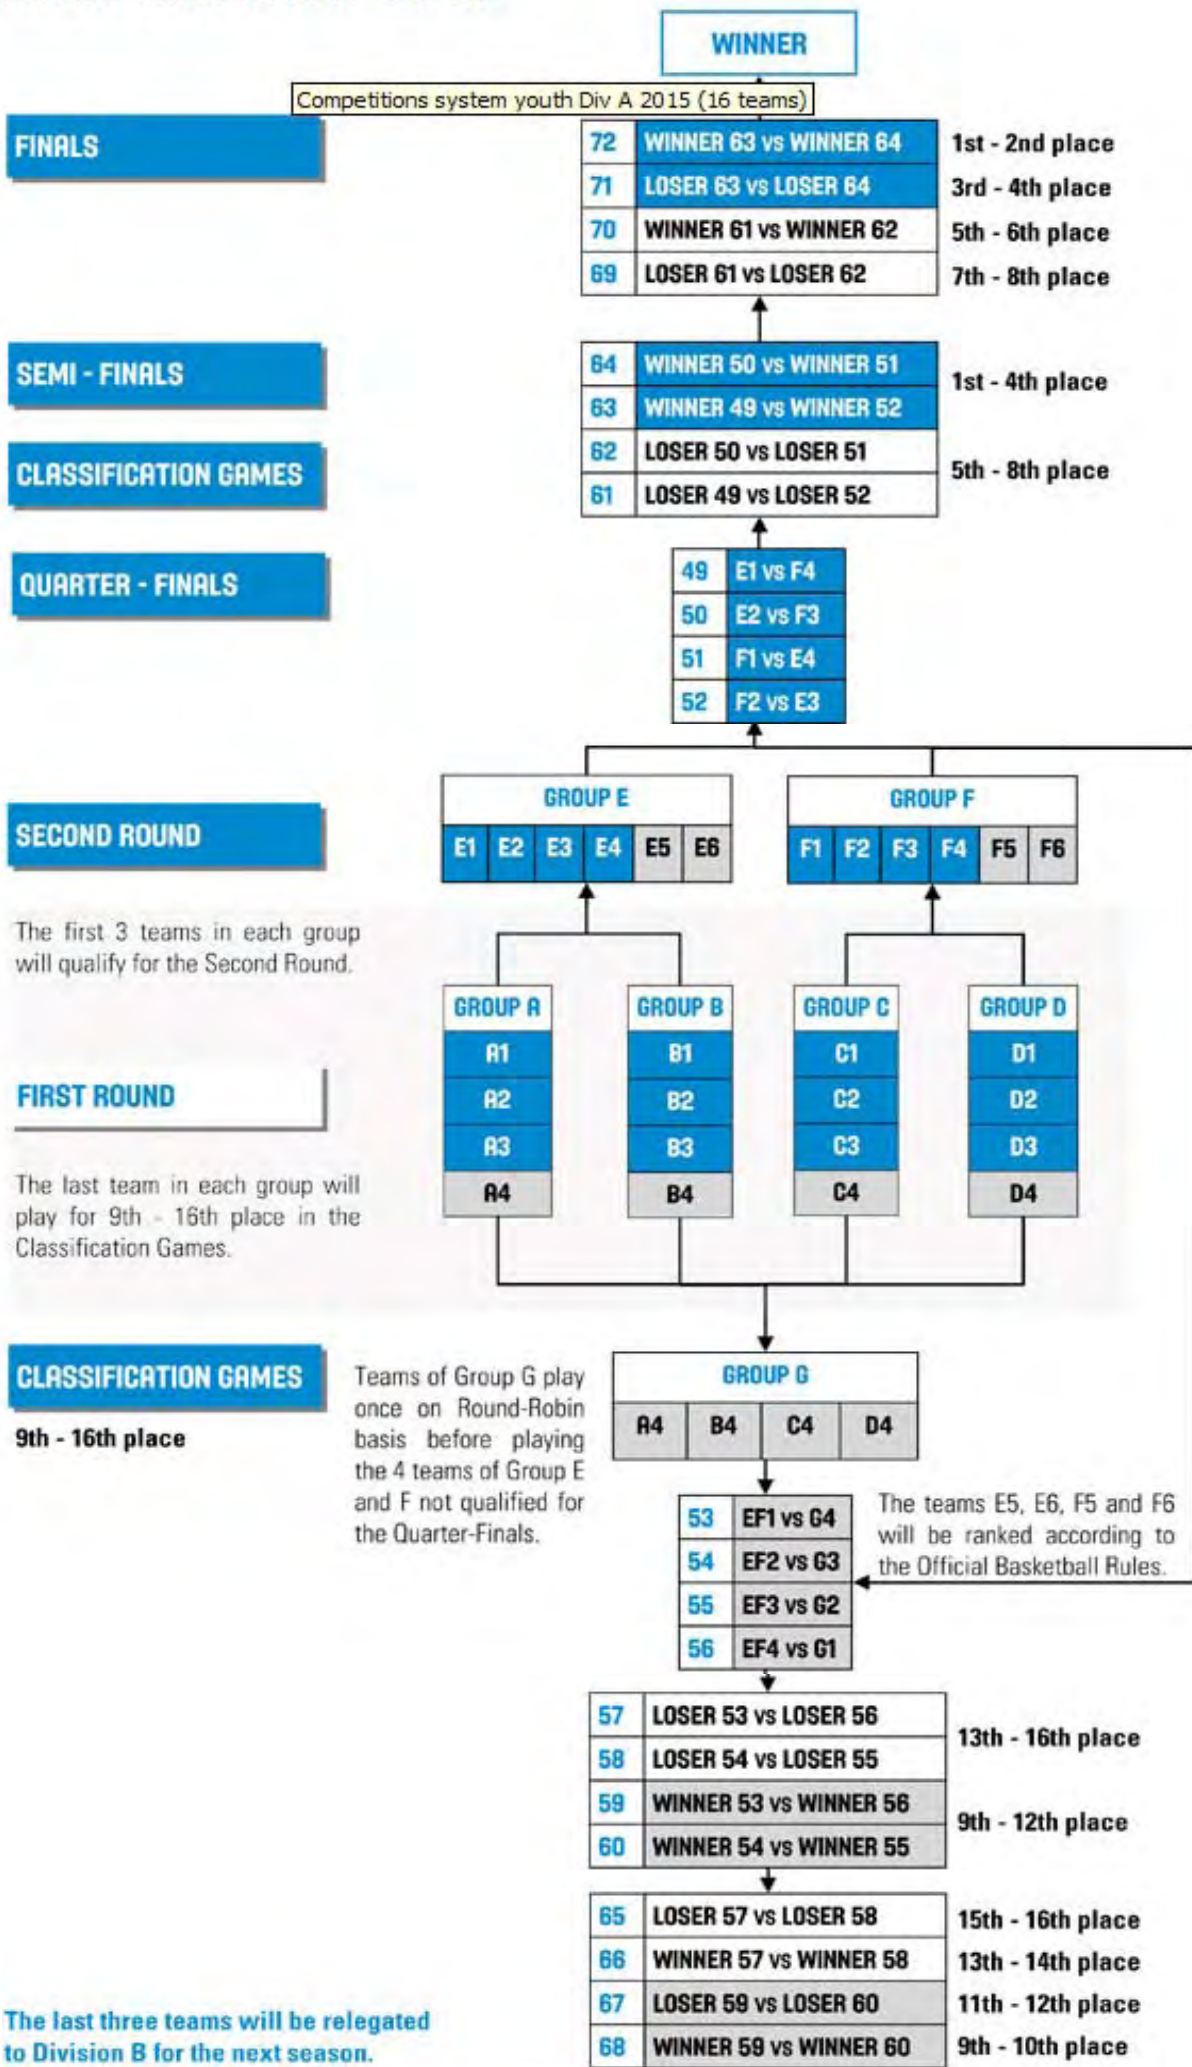 WINNER
Competitions system youth Div A 2015 (16 teams)
FINALS
72 WINNER 63 vs WINNER 64 1st - 2nd place
71 LOSER 63 vs LOSER 64 3rd - 4th place
70 WINNER 61 vs WINNER 62 5th - 6th place
69 LOSER 61 vs LOSER 62 7th - 8th place
SEMI - FINALS
64 WINNER 50 vs WINNER 51
63 WINNER 49 vs WINNER 52
1st - 4th place
CLASSIFICATION GAMES
62 LOSER 50 vs LOSER 51
61 LOSER 49 vs LOSER 52
5th - 8th place
QUARTER - FINALS
49 E1 vs F4
50 E2 vs F3
51 F1 vs E4
52 F2 vs E3
SECOND ROUND
GROUP E
E1 E2 E3 E4 E5 E6
GROUP F
F1 F2 F3 F4 F5 F6
The first 3 teams in each group
will qualify for the Second Round.
FIRST ROUND
GROUP A GROUP B GROUP C GROUP D
A1 B1 C1 D1
A2 B2 C2 D2
A3 B3 C3 D3
A4 B4 C4 D4
The last team in each group will
play for 9th - 16th place in the
Classification Games.
CLASSIFICATION GAMES
9th - 16th place
Teams of Group G play
once on Round-Robin
basis before playing
the 4 teams of Group E
and F not qualified for
the Quarter-Finals.
GROUP G
A4 B4 C4 D4
53 EF1 vs G4
54 EF2 vs G3
55 EF3 vs G2
56 EF4 vs G1
The teams E5, E6, F5 and F6
will be ranked according to
the Official Basketball Rules.
57 LOSER 53 vs LOSER 56
58 LOSER 54 vs LOSER 55
13th - 16th place
59 WINNER 53 vs WINNER 56
60 WINNER 54 vs WINNER 55
9th - 12th place
65 LOSER 57 vs LOSER 58 15th - 16th place
66 WINNER 57 vs WINNER 58 13th - 14th place
67 LOSER 59 vs LOSER 60 11th - 12th place
68 WINNER 59 vs WINNER 60 9th - 10th place
The last three teams will be relegated
to Division B for the next season.